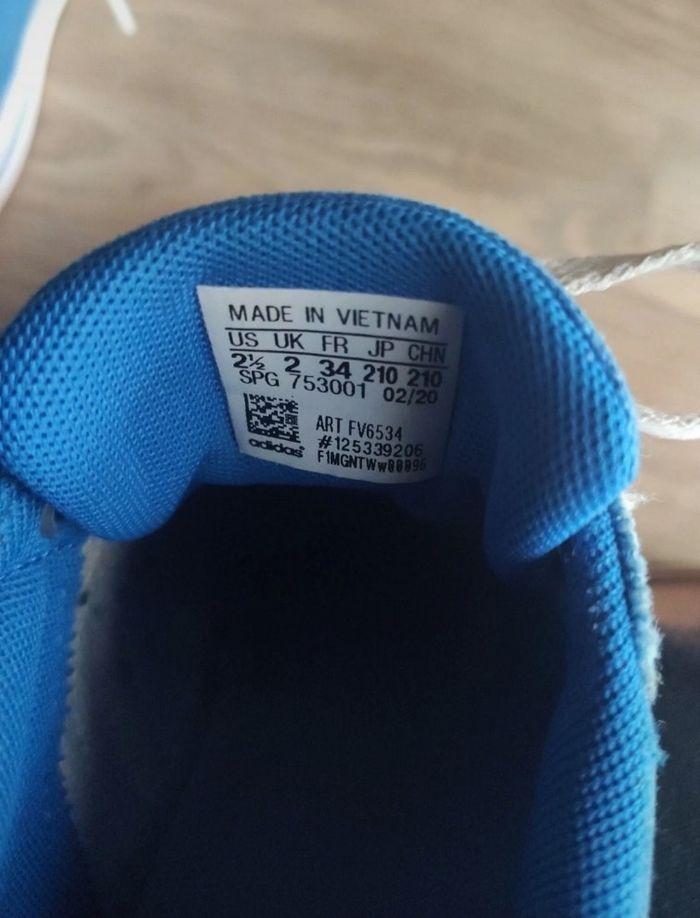 MADE IN VIETNAM
US UK FR JP CHN
2½ 2 34 210 210
SPG 753001 02/20
ART FV6534
#125339206
adidas